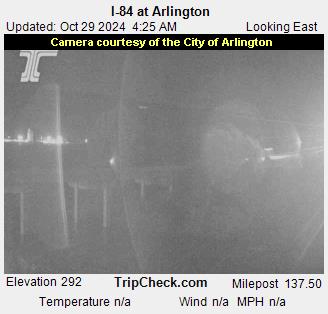 I-84 at Arlington
Updated: Oct 29 2024 4:25 AM Looking East
Camera courtesy of the City of Arlington
Elevation 292 TripCheck.com Milepost 137.50
Temperature n/a Wind n/a MPH n/a